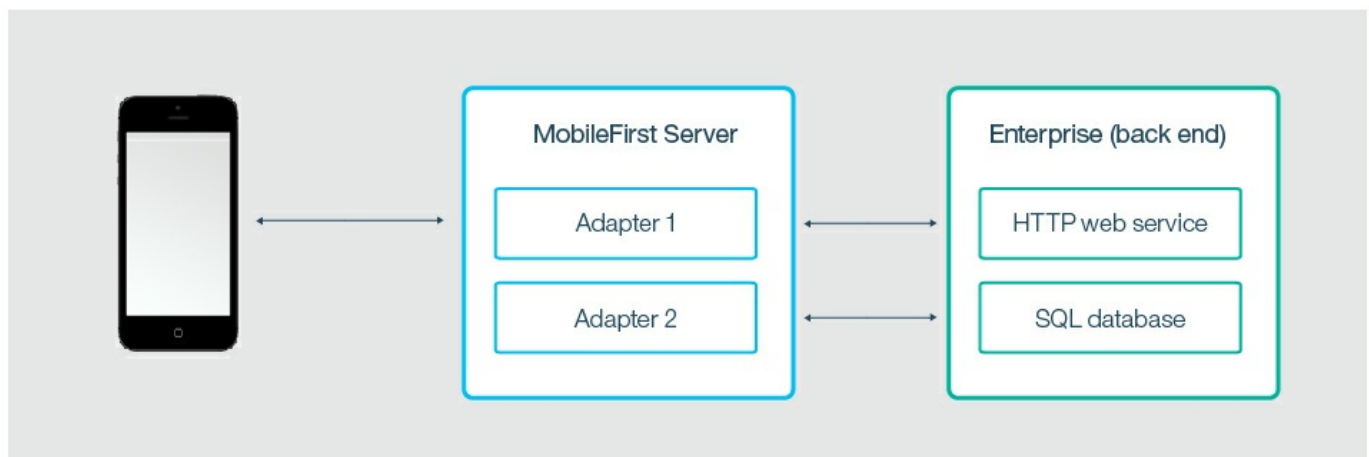 MobileFirst Server
Adapter 1
Adapter 2
Enterprise (back end)
HTTP web service
SQL database